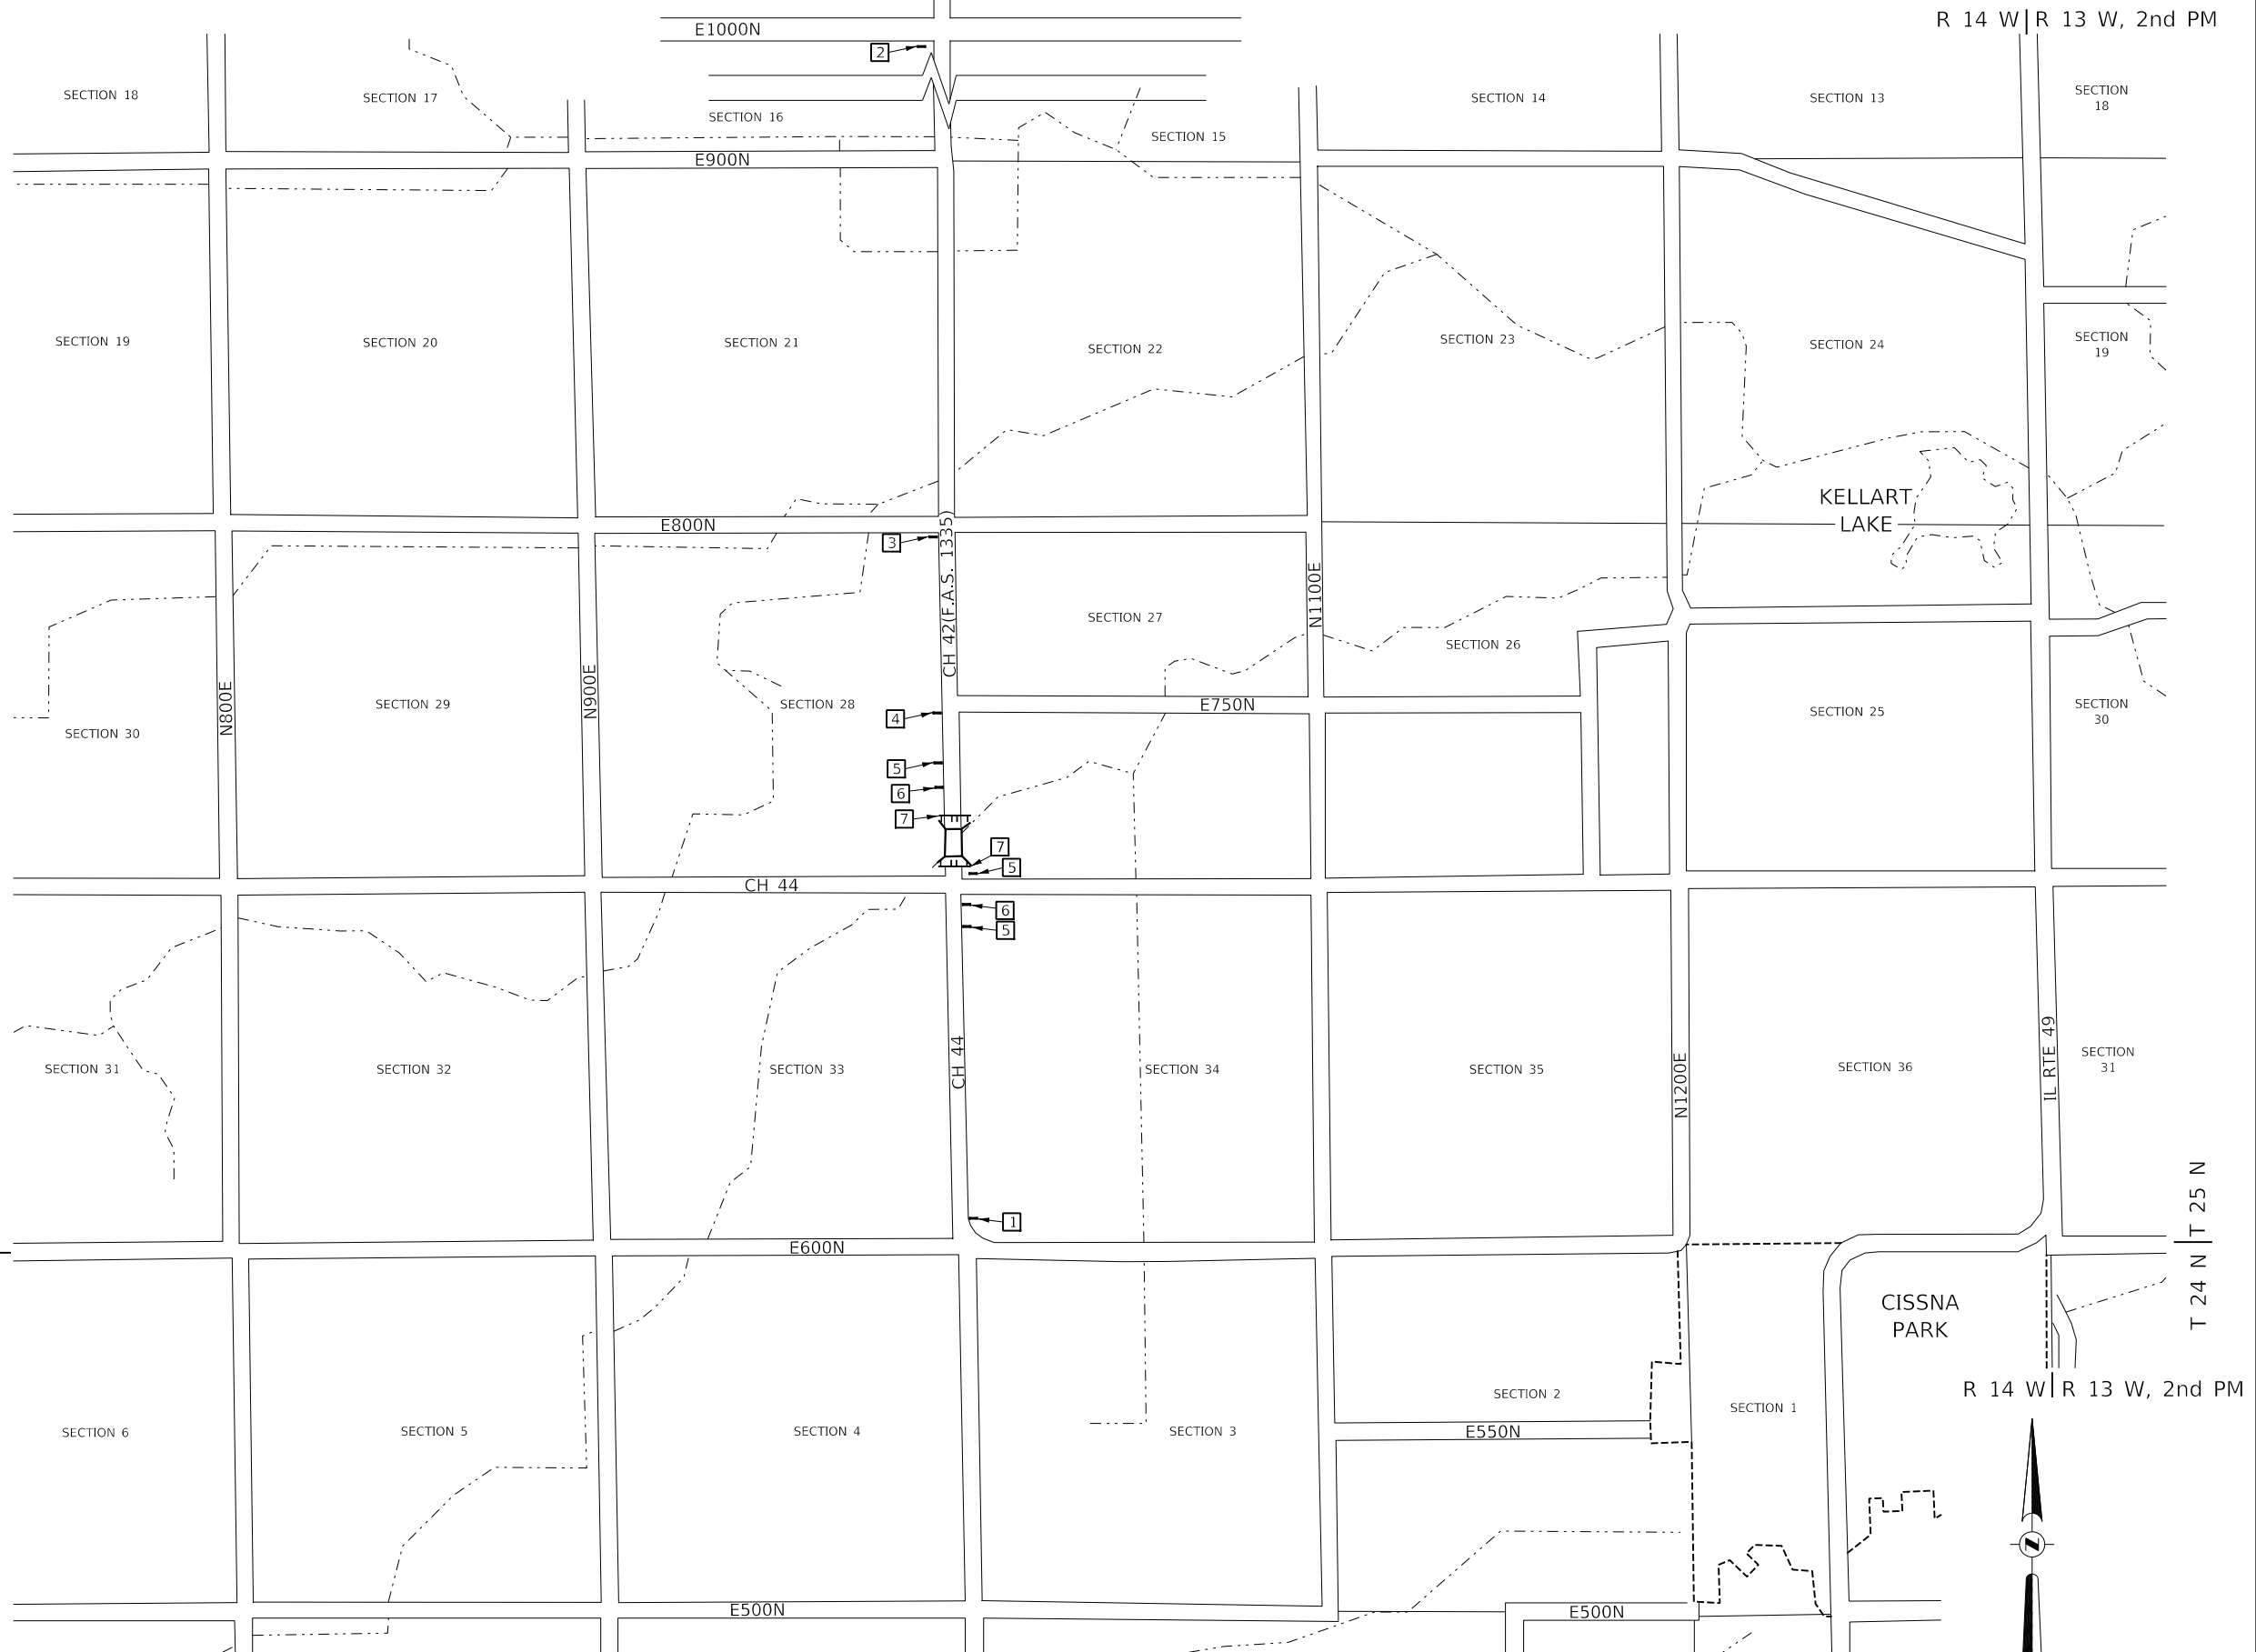 R 14 W R 13 W, 2nd PM
E1000N
2
SECTION 18
SECTION 17
SECTION 16
SECTION 15
SECTION 14
SECTION 13
SECTION
18
E900N
SECTION 19
SECTION 20
SECTION 21
SECTION 22
SECTION 23
SECTION 24
SECTION
19
KELLART
LAKE
E800N
3
CH 42(F.A.S. 1335)
N1100E
SECTION 27
SECTION 26
N800E
N900E
SECTION 30
SECTION 29
SECTION 28
4
E750N
SECTION 25
SECTION
30
5
6
7
7
5
CH 44
6
5
SECTION 31
SECTION 32
SECTION 33
CH 44
SECTION 34
SECTION 35
N1200E
SECTION 36
IL RTE 49
SECTION
31
1
E600N
T 24 N T 25 N
CISSNA
PARK
R 14 W R 13 W, 2nd PM
SECTION 6
SECTION 5
SECTION 4
SECTION 3
SECTION 2
SECTION 1
E550N
E500N
E500N
N